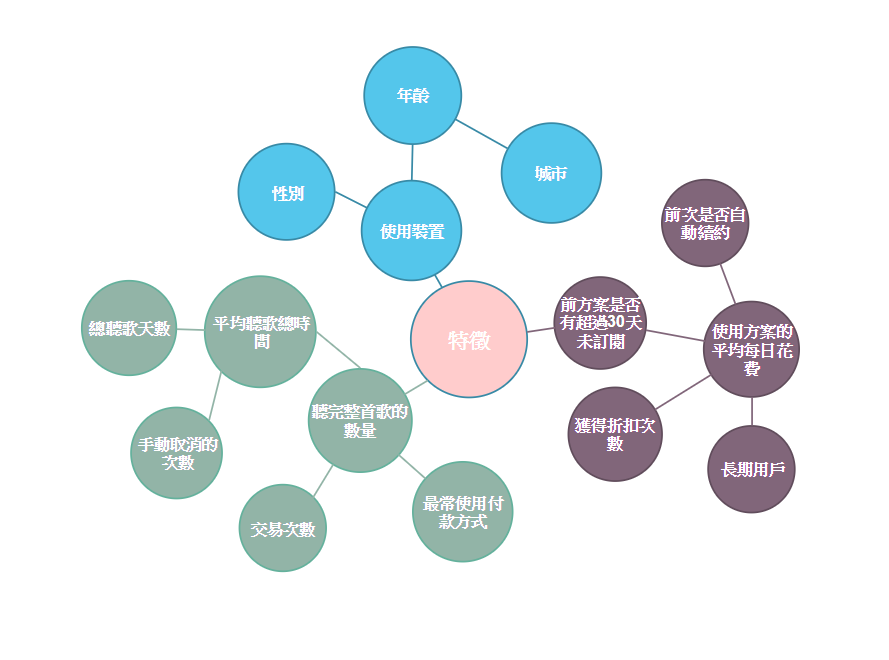 年齡
城市
性別
使用裝置
特徵
前次是否自
動續約
前方案是否
有超過30天
未訂閱
使用方案的
平均每日花
費
獲得折扣次
數
長期用戶
總聽歌天數
平均聽歌總時
間
聽完整首歌的
數量
手動取消的
次數
交易次數
最常使用付
款方式